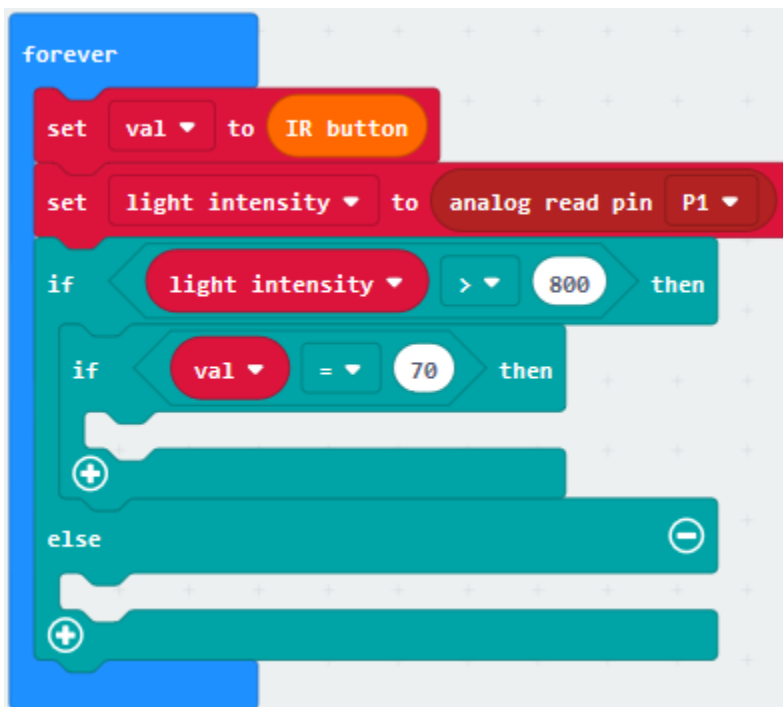 forever
set val to IR button
set light intensity to analog read pin P1
if light intensity > 800 then
if val = 70 then
else